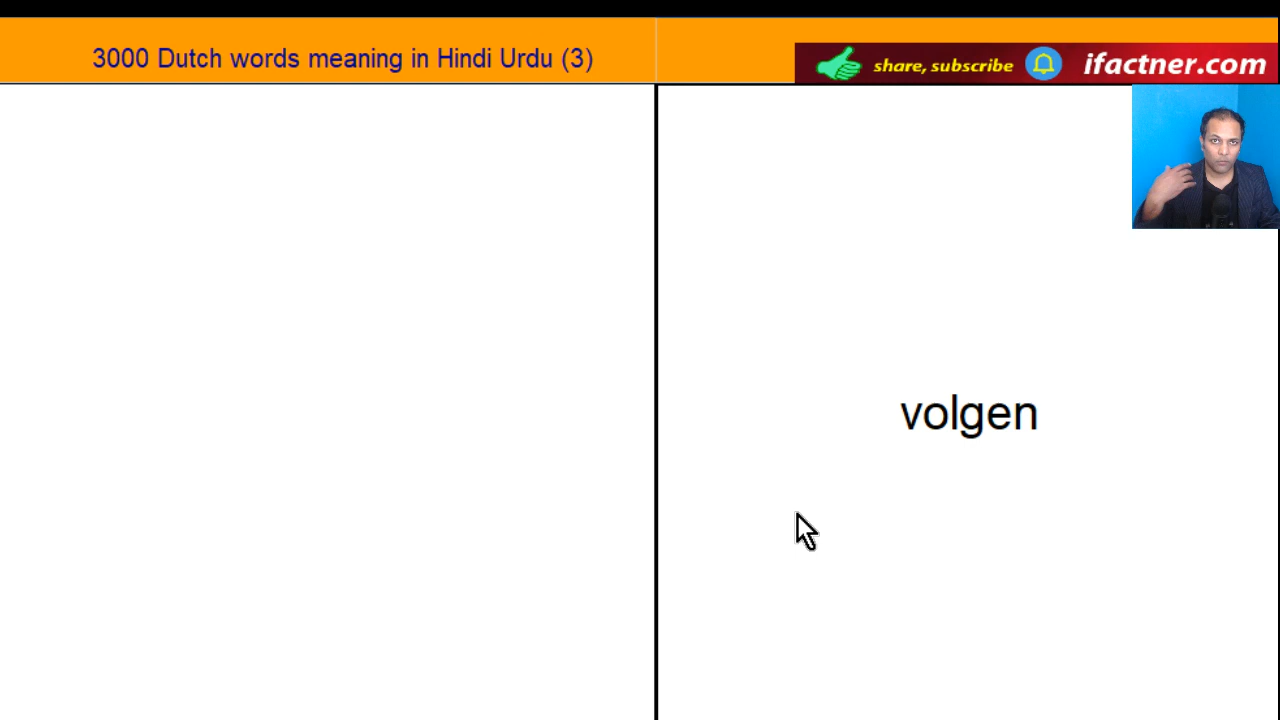 3000 Dutch words meaning in Hindi Urdu (3)
share, subscribe
ifactner.com
volgen